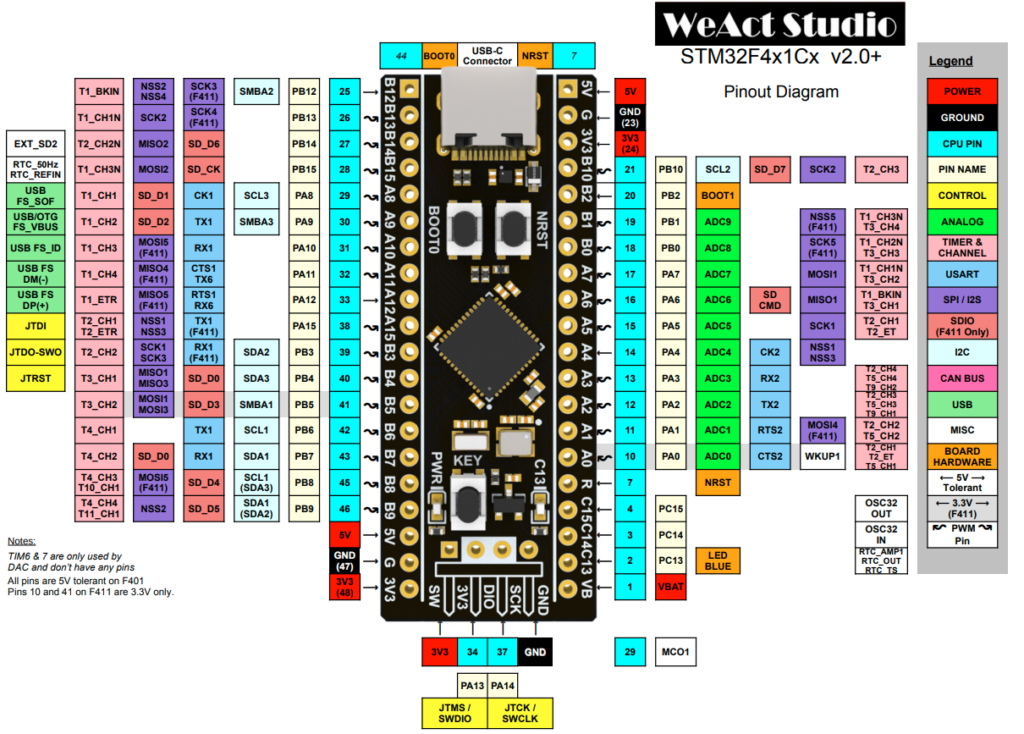 WeAct Studio
STM32F4x1Cx v2.0+
Pinout Diagram
44 BOOT0 USB-C Connector NRST 7
T1_BKIN NSS2 NSS4 SCK3 (F411) SMBA2 PB12 25
T1_CH1N SCK2 SCK4 (F411) PB13 26
EXT_SD2 T2_CH2N MISO2 SD_D6 PB14 27
RTC_50Hz RTC_REFIN T1_CH3N MOSI2 SD_CK PB15 28
USB FS_SOF T1_CH1 SD_D1 CK1 SCL3 PA8 29
USB/OTG FS_VBUS T1_CH2 SD_D2 TX1 SMBA3 PA9 30
USB FS_ID T1_CH3 MOSI5 (F411) RX1 PA10 31
USB FS DM(-) T1_CH4 MISO4 (F411) CTS1 TX6 PA11 32
USB FS DP(+) T1_ETR MISO5 (F411) RTS1 RX6 PA12 33
JTDI T2_CH1 T2_ETR NSS1 NSS3 TX1 (F411) PA15 38
JTDO-SWO T2_CH2 SCK1 SCK3 RX1 (F411) SDA2 PB3 39
JTRST T3_CH1 MISO1 MISO3 SD_D0 SDA3 PB4 40
T3_CH2 MOSI1 MOSI3 SD_D3 SMBA1 PB5 41
T4_CH1 TX1 SCL1 PB6 42
T4_CH2 SD_D0 RX1 SDA1 PB7 43
T4_CH3 T10_CH1 MOSI5 (F411) SD_D4 SCL1 (SDA3) PB8 45
T4_CH4 T11_CH1 NSS2 SD_D5 SDA1 (SDA2) PB9 46
5V
GND (47)
3V3 (48)
B12 B13 B14 B15 A8 A9 A10 A11 A12 A15 B3 B4 B5 B6 B7 B8 B9 5V G 3V3
5V G 3V3 B10 B2 B1 B0 A7 A6 A5 A4 A3 A2 A1 A0 R C15 C14 C13 VB
BOOT0 NRST
PWR KEY C13
SW 3V3 DIO SCK GND
5V
GND (23)
3V3 (24)
21 PB10 SCL2 SD_D7 SCK2 T2_CH3
20 PB2 BOOT1
19 PB1 ADC9 NSS5 (F411) T1_CH3N T3_CH4
18 PB0 ADC8 SCK5 (F411) T1_CH2N T3_CH3
17 PA7 ADC7 MOSI1 T1_CH1N T3_CH2
16 PA6 ADC6 SD CMD MISO1 T1_BKIN T3_CH1
15 PA5 ADC5 SCK1 T2_CH1 T2_ET
14 PA4 ADC4 CK2 NSS1 NSS3
13 PA3 ADC3 RX2 T2_CH4 T5_CH4 T9_CH2
12 PA2 ADC2 TX2 T2_CH3 T5_CH3 T9_CH1
11 PA1 ADC1 RTS2 MOSI4 (F411) T2_CH2 T5_CH2
10 PA0 ADC0 CTS2 WKUP1 T2_CH1 T2_ET T5_CH1
7 NRST
4 PC15 OSC32 OUT
3 PC14 OSC32 IN
2 PC13 LED BLUE RTC_AMP1 RTC_OUT RTC_TS
1 VBAT
3V3 34 37 GND
29 MCO1
PA13 PA14
JTMS / SWDIO JTCK / SWCLK
Legend
POWER
GROUND
CPU PIN
PIN NAME
CONTROL
ANALOG
TIMER & CHANNEL
USART
SPI / I2S
SDIO (F411 Only)
I2C
CAN BUS
USB
MISC
BOARD HARDWARE
← 5V → Tolerant
← 3.3V → (F411)
PWM Pin
Notes:
TIM6 & 7 are only used by
DAC and don't have any pins
All pins are 5V tolerant on F401
Pins 10 and 41 on F411 are 3.3V only.